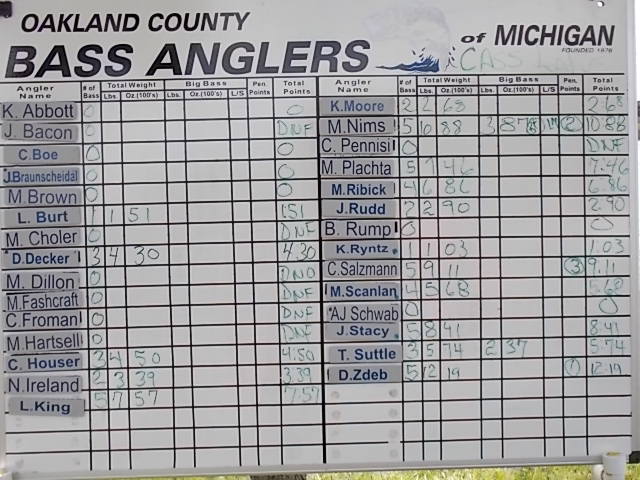 OAKLAND COUNTY
BASS ANGLERS of MICHIGAN
FOUNDED 1976
Angler Name # of Bass Total Weight Lbs. Oz.(100's) Big Bass Lbs. Oz.(100's) L/S Pen. Points Total Points
K. Abbott 0 0
J. Bacon 0 DNF
C.Boe 0 0
J.Braunscheidal 0 0
M.Brown 0 0
L. Burt 1 1 51 1.51
M. Choler 0 DNF
D.Decker 3 4 30 4.30
M. Dillon 0 DNF
M.Fashcraft 0 DNF
C.Froman 0 DNF
M.Hartsell 0 DNF
C. Houser 3 4 50 4.50
N.Ireland 2 3 39 3.39
L.King 5 7 57 7.57
Angler Name # of Bass Total Weight Lbs. Oz.(100's) Big Bass Lbs. Oz.(100's) L/S Pen. Points Total Points
K.Moore 2 2 68 2.68
M.Nims 5 10 88 3 87 2 10.88
C. Pennisi 0 DNF
M. Plachta 5 7 46 7.46
M.Ribick 4 6 86 6.86
J.Rudd 2 2 90 2.90
B. Rump 0 0
K.Ryntz 1 1 03 1.03
C.Salzmann 5 9 11 3 9.11
M.Scanlan 4 5 68 5.68
AJ Schwab 0 0
J.Stacy 5 8 41 8.41
T. Suttle 3 5 74 2 37 5.74
D.Zdeb 5 12 19 1 12.19